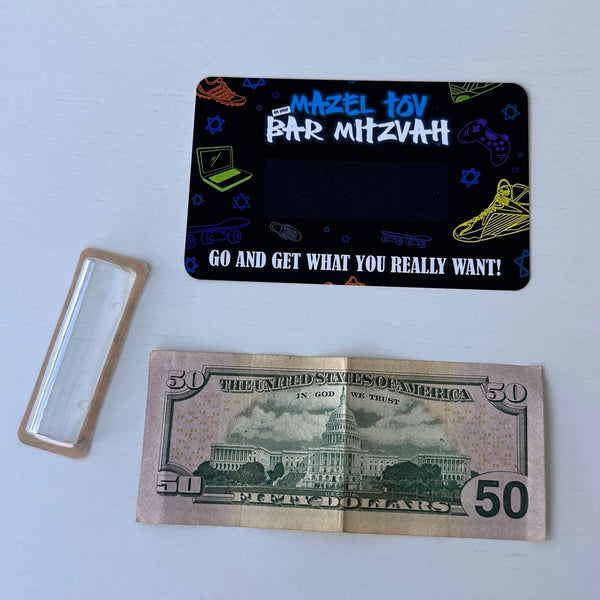 MAZEL TOV
ON YOUR
BAR MITZVAH
GO AND GET WHAT YOU REALLY WANT!
50 THE UNITED STATES OF AMERICA 50
IN GOD WE TRUST
U.S. CAPITOL
50 FIFTY DOLLARS 50